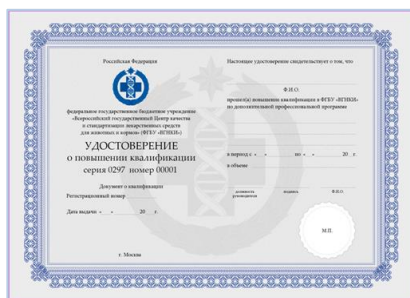 Российская Федерация
федеральное государственное бюджетное учреждение
«Всероссийский государственный Центр качества
и стандартизации лекарственных средств
для животных и кормов» (ФГБУ «ВГНКИ»)
УДОСТОВЕРЕНИЕ
о повышении квалификации
серия 0297 номер 00001
Документ о квалификации
Регистрационный номер
Дата выдачи « » 20 г.
г. Москва
Настоящее удостоверение свидетельствует о том, что
Ф.И.О.
прошел(а) повышение квалификации в ФГБУ «ВГНКИ»
по дополнительной профессиональной программе
в период с « » по « » 20 г.
в объеме
должность подпись Ф.И.О.
руководителя
М.П.